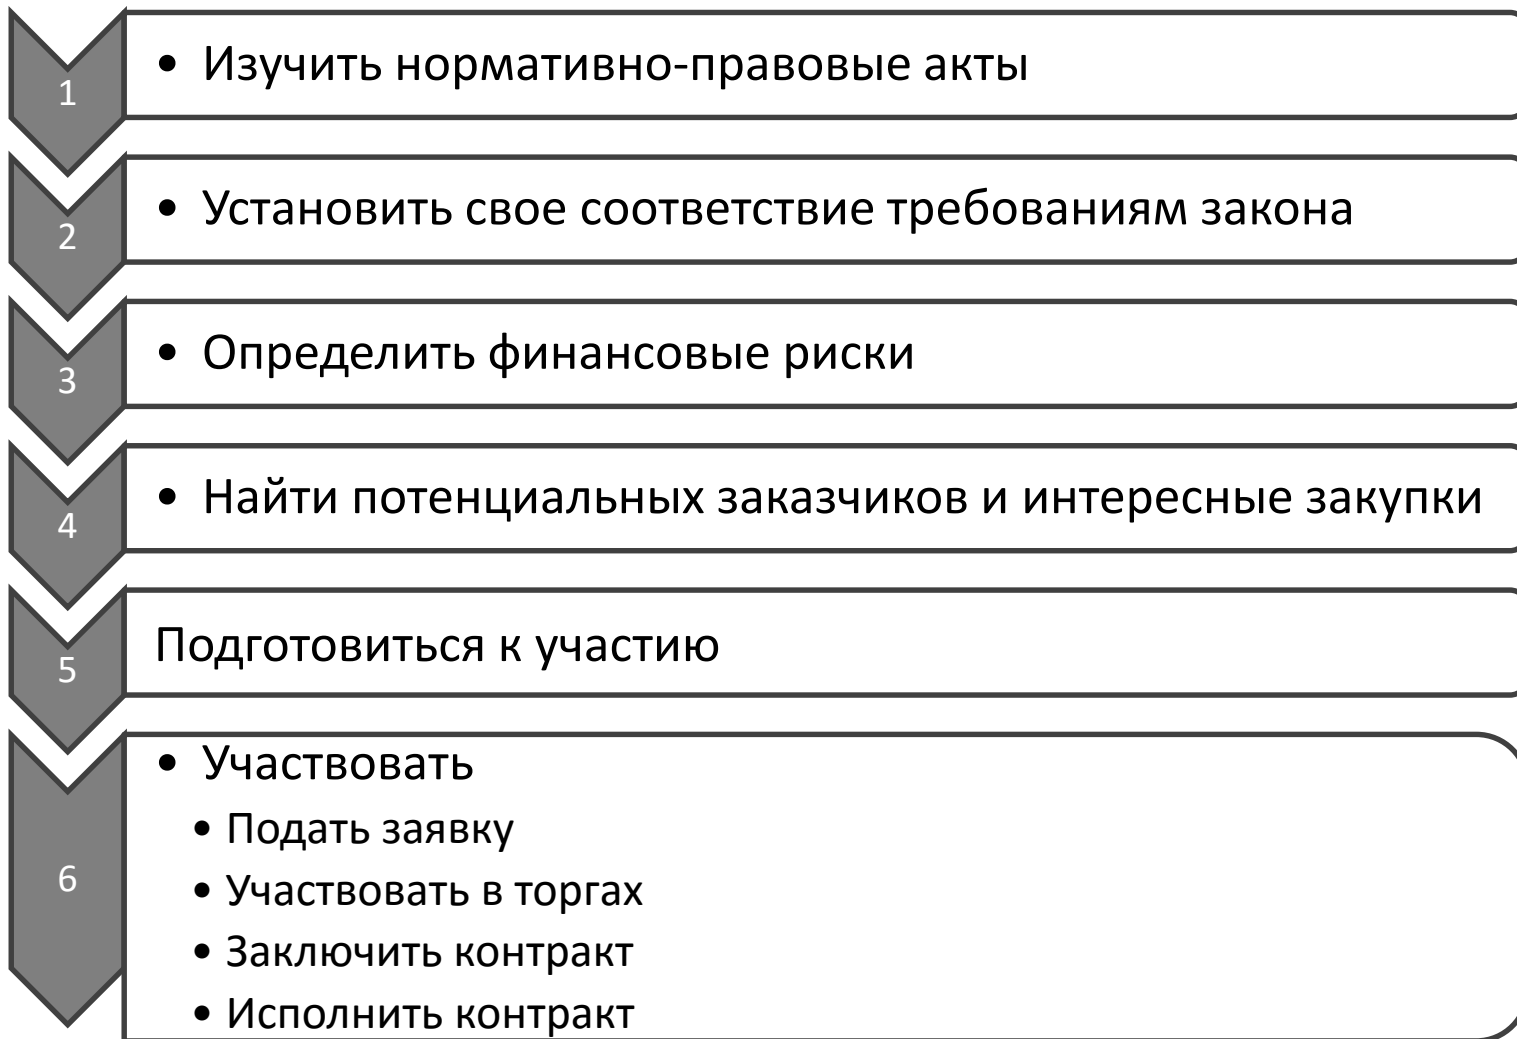 1
• Изучить нормативно-правовые акты
2
• Установить свое соответствие требованиям закона
3
• Определить финансовые риски
4
• Найти потенциальных заказчиков и интересные закупки
5
Подготовиться к участию
6
• Участвовать
• Подать заявку
• Участвовать в торгах
• Заключить контракт
• Исполнить контракт